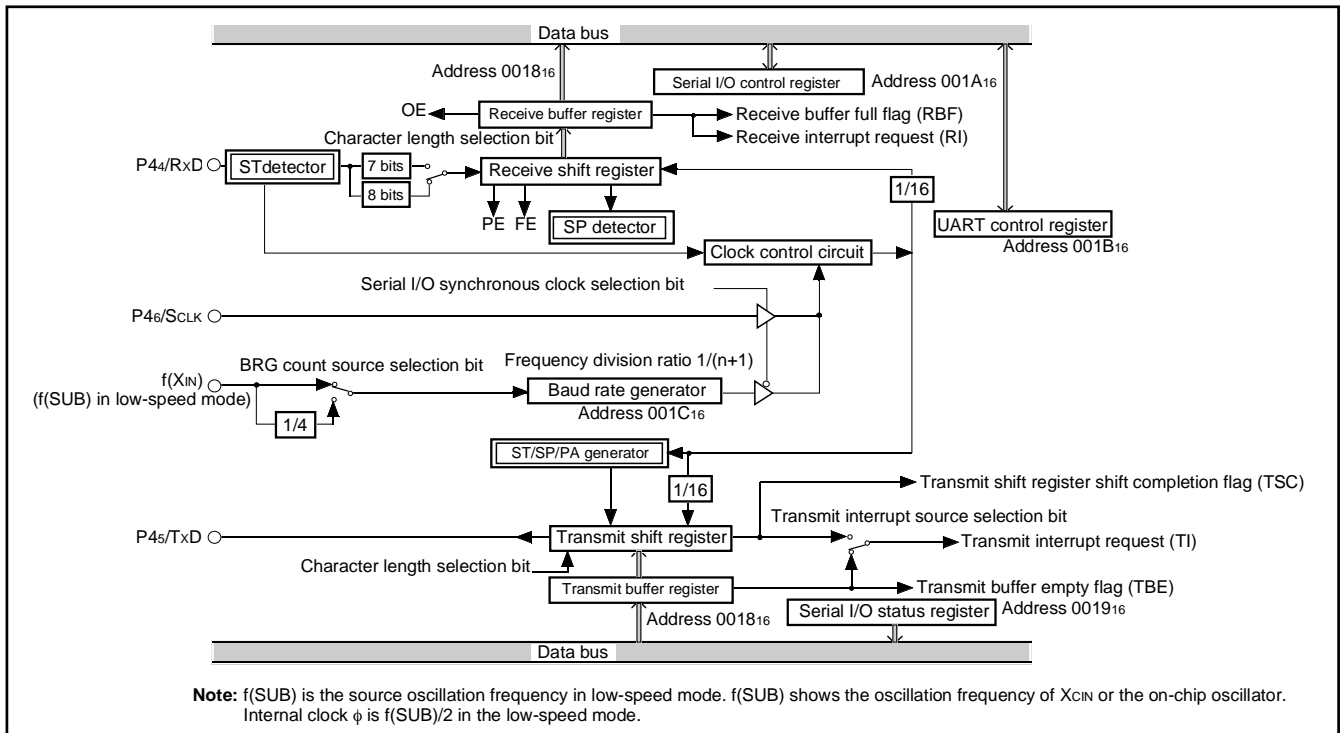 Data bus
Address 001816
Serial I/O control register
Address 001A16
OE
Receive buffer register
Receive buffer full flag (RBF)
Receive interrupt request (RI)
Character length selection bit
P44/RXD
STdetector
7 bits
8 bits
Receive shift register
1/16
PE
FE
SP detector
UART control register
Address 001B16
Clock control circuit
Serial I/O synchronous clock selection bit
P46/SCLK
BRG count source selection bit
Frequency division ratio 1/(n+1)
f(XIN)
(f(SUB) in low-speed mode)
Baud rate generator
Address 001C16
1/4
ST/SP/PA generator
1/16
Transmit shift register shift completion flag (TSC)
Transmit interrupt source selection bit
P45/TXD
Transmit shift register
Transmit interrupt request (TI)
Character length selection bit
Transmit buffer register
Transmit buffer empty flag (TBE)
Address 001816
Serial I/O status register
Address 001916
Data bus
Note: f(SUB) is the source oscillation frequency in low-speed mode. f(SUB) shows the oscillation frequency of XCIN or the on-chip oscillator.
Internal clock ϕ is f(SUB)/2 in the low-speed mode.